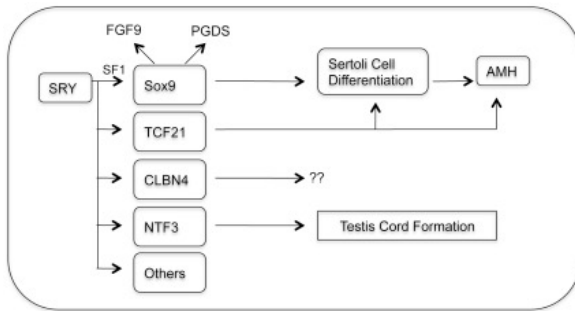 FGF9 PGDS
SF1
SRY
Sox9
Sertoli Cell
Differentiation
AMH
TCF21
CLBN4
??
NTF3
Testis Cord Formation
Others